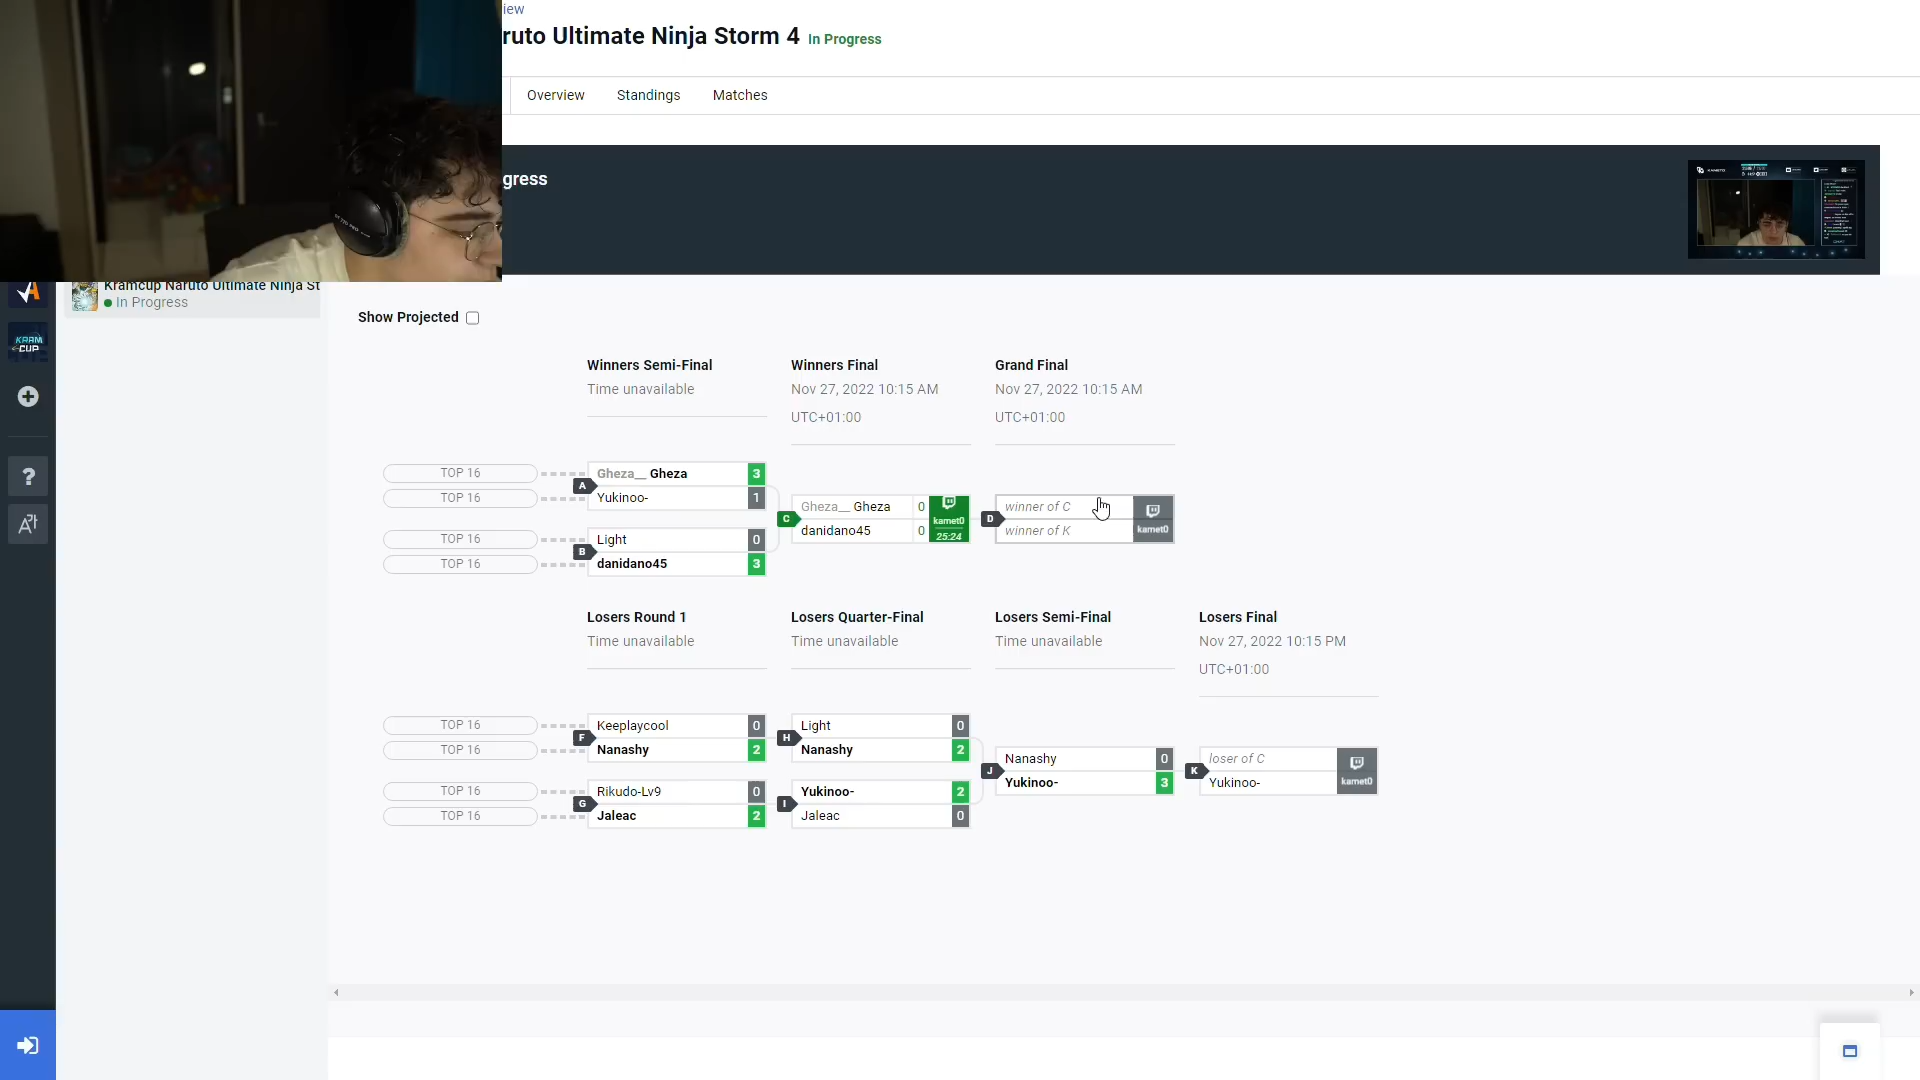 iew
ruto Ultimate Ninja Storm 4 In Progress
Overview Standings Matches
gress
Kramcup Naruto Ultimate Ninja St
In Progress
KRAM
CUP
Show Projected
Winners Semi-Final
Time unavailable
Winners Final
Nov 27, 2022 10:15 AM
UTC+01:00
Grand Final
Nov 27, 2022 10:15 AM
UTC+01:00
TOP 16
TOP 16
A
Gheza__ Gheza 3
Yukinoo- 1
TOP 16
TOP 16
B
Light 0
danidano45 3
C
Gheza__ Gheza 0
danidano45 0
kamet0
25:24
D
winner of C
winner of K
kamet0
Losers Round 1
Time unavailable
Losers Quarter-Final
Time unavailable
Losers Semi-Final
Time unavailable
Losers Final
Nov 27, 2022 10:15 PM
UTC+01:00
TOP 16
TOP 16
F
Keeplaycool 0
Nanashy 2
TOP 16
TOP 16
G
Rikudo-Lv9 0
Jaleac 2
H
Light 0
Nanashy 2
I
Yukinoo- 2
Jaleac 0
J
Nanashy 0
Yukinoo- 3
K
loser of C
Yukinoo-
kamet0